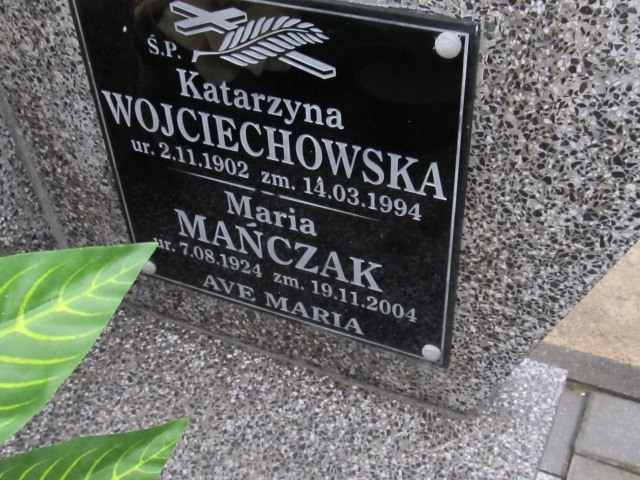 Ś.P.
Katarzyna
WOJCIECHOWSKA
ur. 2.11.1902 zm. 14.03.1994
Maria
MAŃCZAK
ur. 7.08.1924 zm. 19.11.2004
AVE MARIA